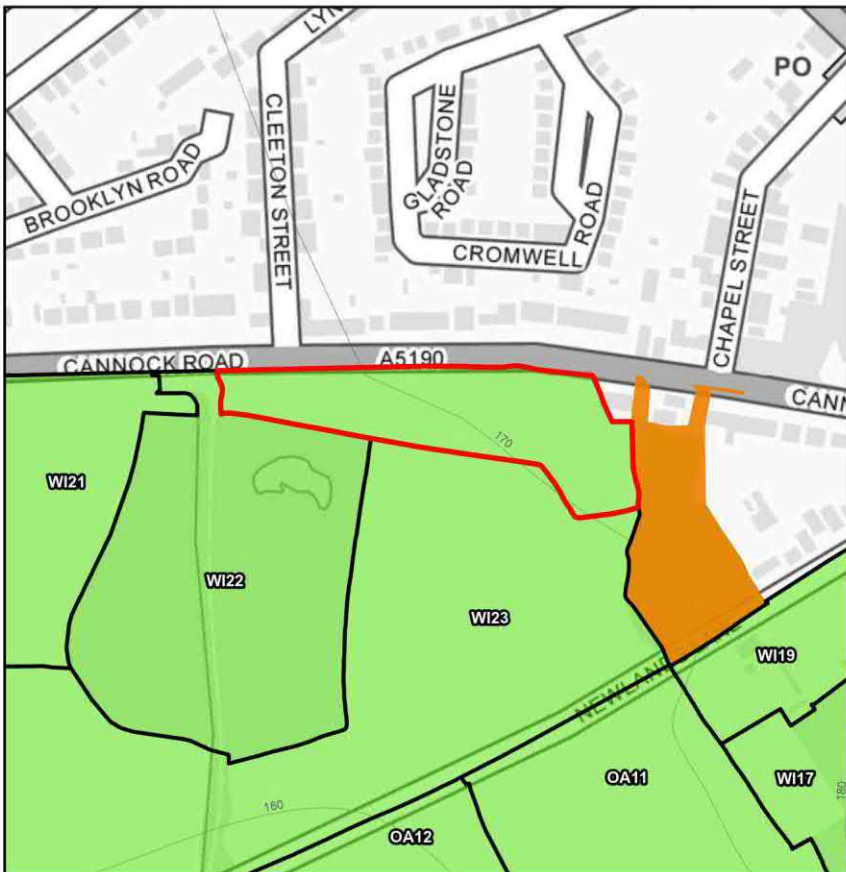 LYN
PO
CLEETON STREET
GLADSTONE
ROAD
BROOKLYN ROAD
CROMWELL
ROAD
CHAPEL STREET
CANNOCK ROAD
A5190
CANN
170
WI21
WI22
WI23
WI19
NEWLAN
OA11
WI17
180
160
OA12